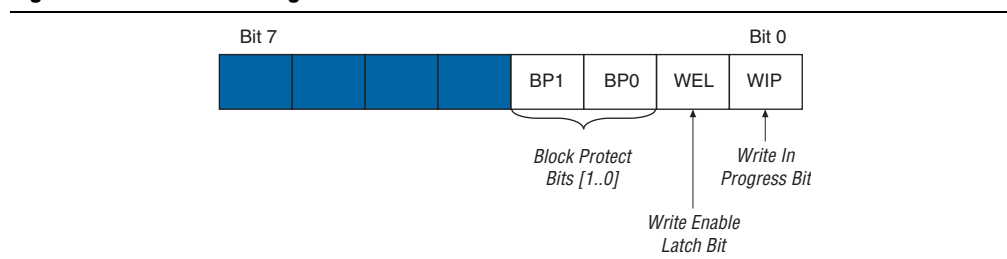 Bit 7 Bit 0
BP1 BP0 WEL WIP
Block Protect
Bits [1..0]
Write In
Progress Bit
Write Enable
Latch Bit